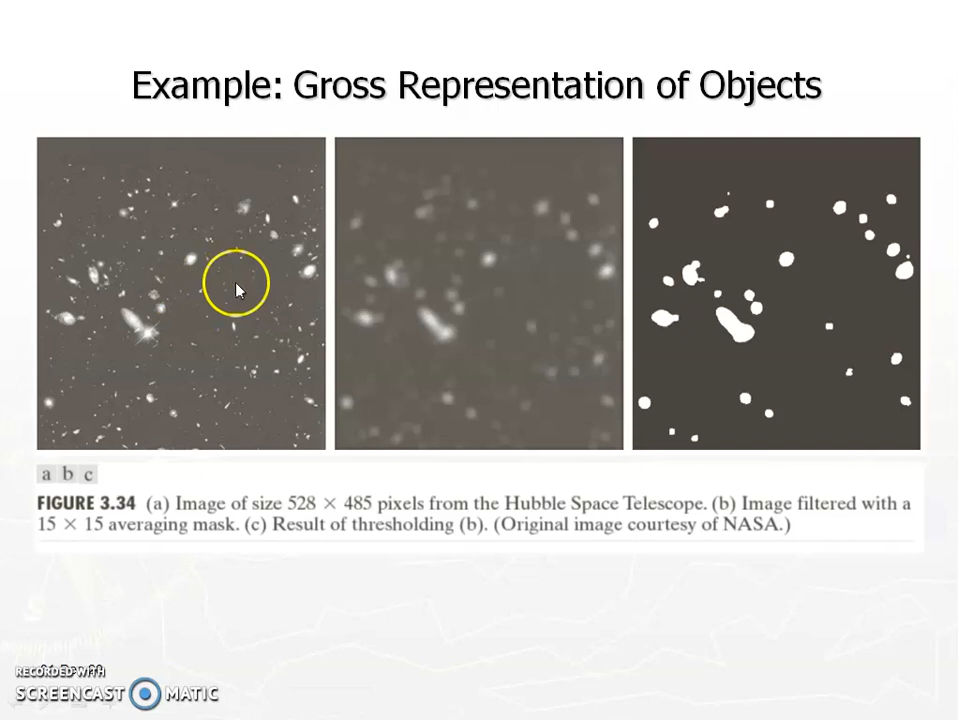 Example: Gross Representation of Objects
a b c
FIGURE 3.34 (a) Image of size 528 × 485 pixels from the Hubble Space Telescope. (b) Image filtered with a
15 × 15 averaging mask. (c) Result of thresholding (b). (Original image courtesy of NASA.)
RECORDED WITH
SCREENCAST MATIC